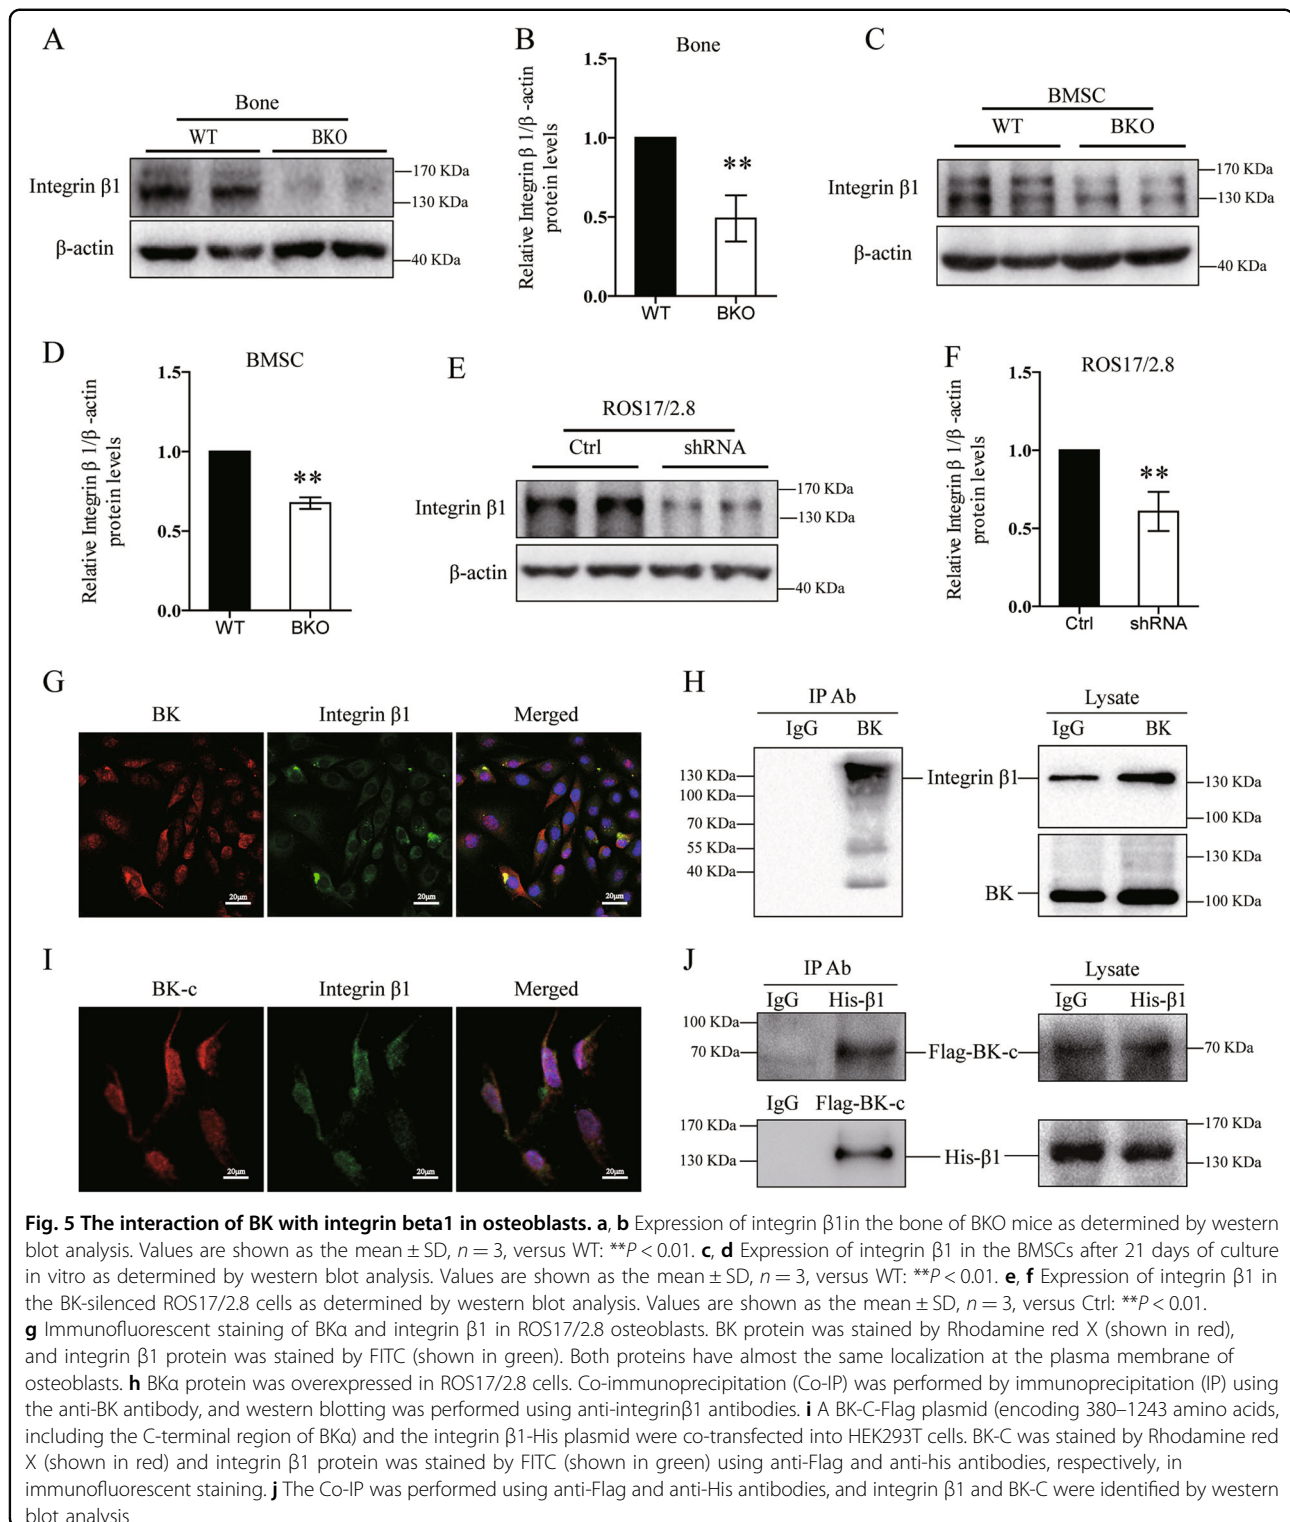 A
Bone
WT BKO
Integrin β1
170 KDa
130 KDa
β-actin
40 KDa
B
Bone
Relative Integrin β 1/β -actin
protein levels
1.5
1.0
0.5
0.0
**
WT BKO
C
BMSC
WT BKO
Integrin β1
170 KDa
130 KDa
β-actin
40 KDa
D
BMSC
Relative Integrin β 1/β -actin
protein levels
1.5
1.0
0.5
0.0
**
WT BKO
E
ROS17/2.8
Ctrl shRNA
Integrin β1
170 KDa
130 KDa
β-actin
40 KDa
F
ROS17/2.8
Relative Integrin β 1/β -actin
protein levels
1.5
1.0
0.5
0.0
**
Ctrl shRNA
G
BK Integrin β1 Merged
20μm 20μm 20μm
H
IP Ab Lysate
IgG BK IgG BK
130 KDa
100 KDa
70 KDa
55 KDa
40 KDa
Integrin β1
130 KDa
100 KDa
BK
130 KDa
100 KDa
I
BK-c Integrin β1 Merged
20μm 20μm 20μm
J
IP Ab Lysate
IgG His-β1 IgG His-β1
100 KDa
70 KDa
Flag-BK-c
70 KDa
IgG Flag-BK-c
170 KDa
130 KDa
His-β1
170 KDa
130 KDa
Fig. 5 The interaction of BK with integrin beta1 in osteoblasts. a, b Expression of integrin β1in the bone of BKO mice as determined by western
blot analysis. Values are shown as the mean ± SD, n = 3, versus WT: **P < 0.01. c, d Expression of integrin β1 in the BMSCs after 21 days of culture
in vitro as determined by western blot analysis. Values are shown as the mean ± SD, n = 3, versus WT: **P < 0.01. e, f Expression of integrin β1 in
the BK-silenced ROS17/2.8 cells as determined by western blot analysis. Values are shown as the mean ± SD, n = 3, versus Ctrl: **P < 0.01.
g Immunofluorescent staining of BKα and integrin β1 in ROS17/2.8 osteoblasts. BK protein was stained by Rhodamine red X (shown in red),
and integrin β1 protein was stained by FITC (shown in green). Both proteins have almost the same localization at the plasma membrane of
osteoblasts. h BKα protein was overexpressed in ROS17/2.8 cells. Co-immunoprecipitation (Co-IP) was performed by immunoprecipitation (IP) using
the anti-BK antibody, and western blotting was performed using anti-integrinβ1 antibodies. i A BK-C-Flag plasmid (encoding 380–1243 amino acids,
including the C-terminal region of BKα) and the integrin β1-His plasmid were co-transfected into HEK293T cells. BK-C was stained by Rhodamine red
X (shown in red) and integrin β1 protein was stained by FITC (shown in green) using anti-Flag and anti-his antibodies, respectively, in
immunofluorescent staining. j The Co-IP was performed using anti-Flag and anti-His antibodies, and integrin β1 and BK-C were identified by western
blot analysis